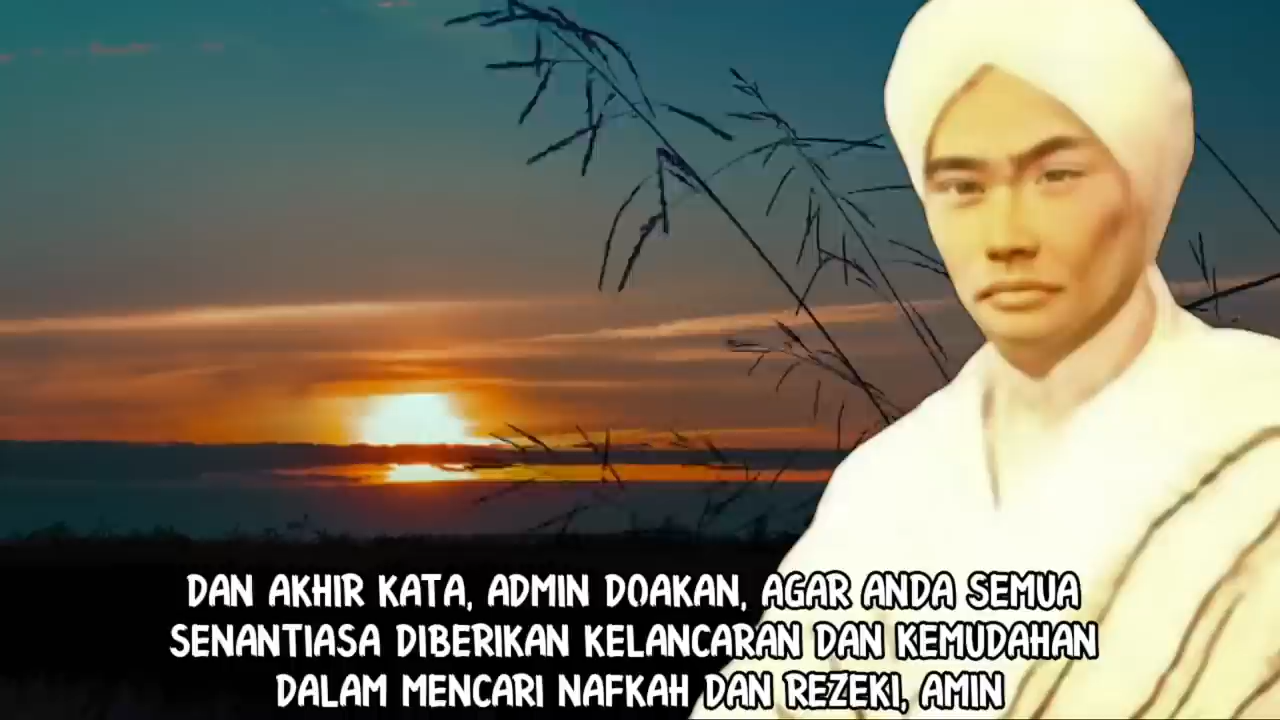 DAN AKHIR KATA, ADMIN DOAKAN, AGAR ANDA SEMUA
SENANTIASA DIBERIKAN KELANCARAN DAN KEMUDAHAN
DALAM MENCARI NAFKAH DAN REZEKI, AMIN